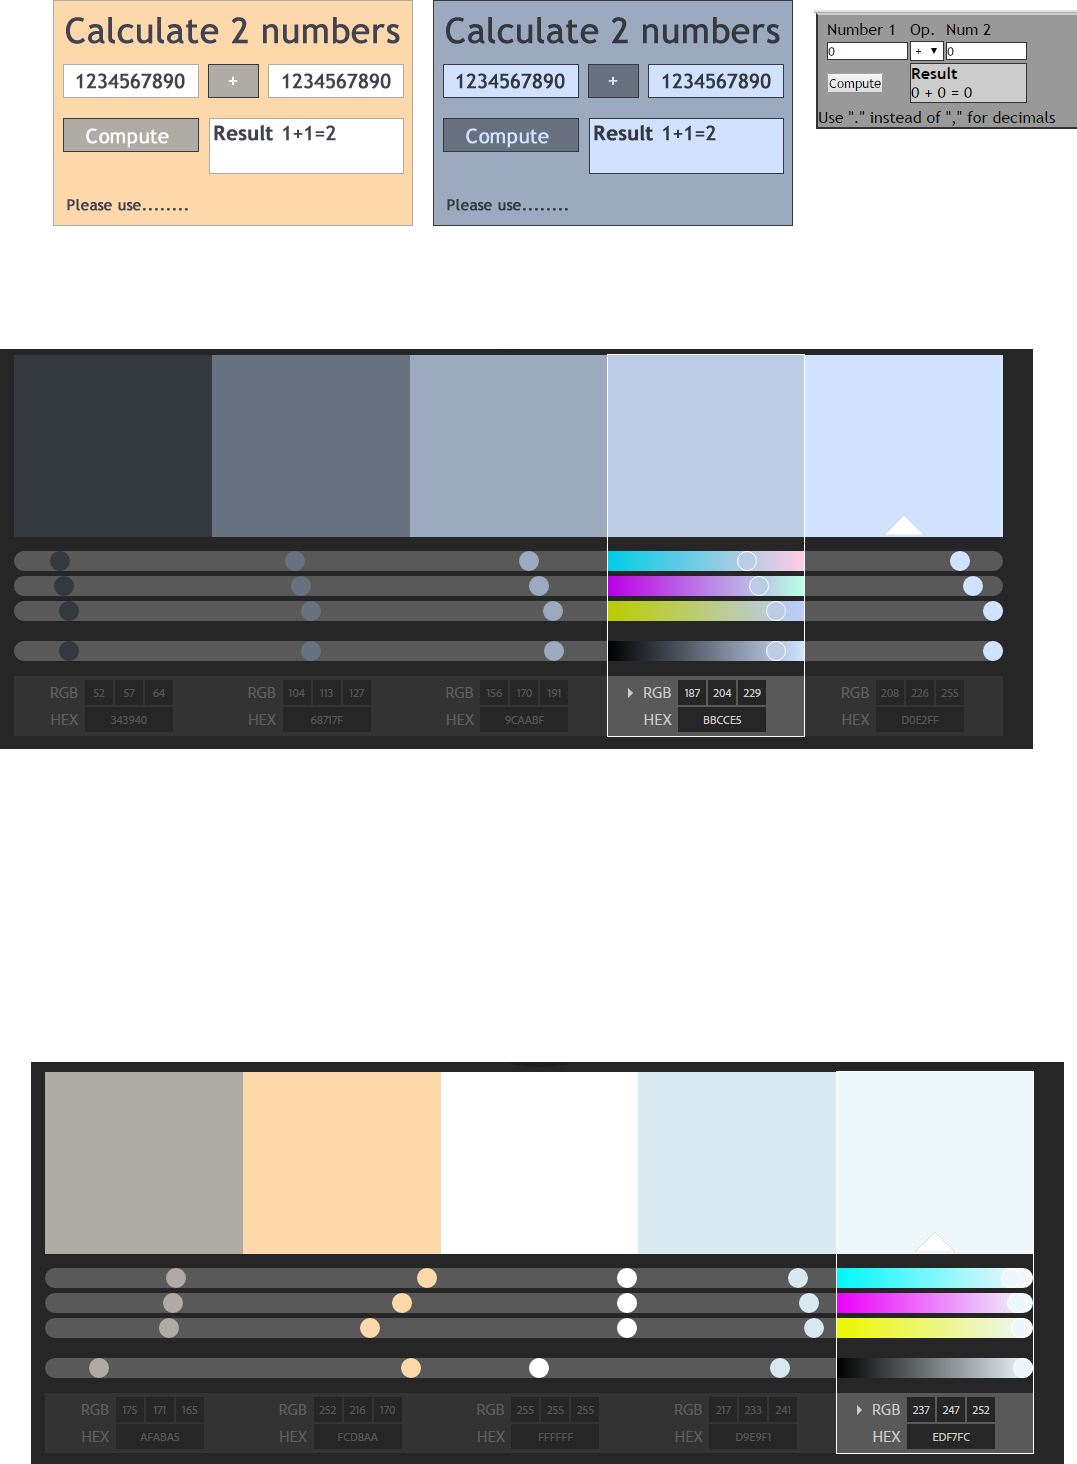 Calculate 2 numbers
1234567890 + 1234567890
Compute Result 1+1=2
Please use........
Calculate 2 numbers
1234567890 + 1234567890
Compute Result 1+1=2
Please use........
Number 1 Op. Num 2
0 + 0
Compute Result
0 + 0 = 0
Use "." instead of "," for decimals
RGB 52 57 64 RGB 104 113 127 RGB 156 170 191 RGB 187 204 229 RGB 208 226 255
HEX 343940 HEX 68717F HEX 9CAABF HEX BBCCE5 HEX D0E2FF
RGB 175 171 165 RGB 252 216 170 RGB 255 255 255 RGB 217 233 241 RGB 237 247 252
HEX AFABA5 HEX FCD8AA HEX FFFFFF HEX D9E9F1 HEX EDF7FC